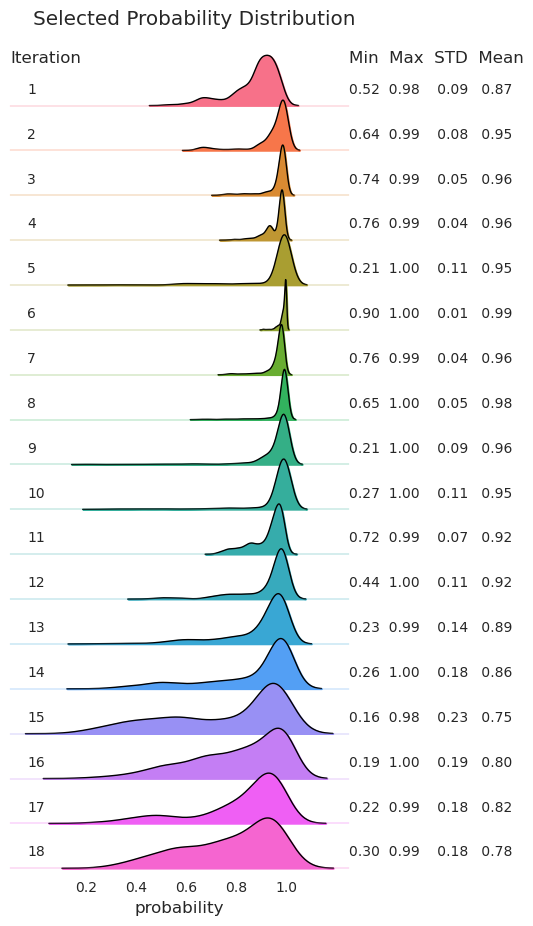 Selected Probability Distribution
Iteration Min Max STD Mean
1 0.52 0.98 0.09 0.87
2 0.64 0.99 0.08 0.95
3 0.74 0.99 0.05 0.96
4 0.76 0.99 0.04 0.96
5 0.21 1.00 0.11 0.95
6 0.90 1.00 0.01 0.99
7 0.76 0.99 0.04 0.96
8 0.65 1.00 0.05 0.98
9 0.21 1.00 0.09 0.96
10 0.27 1.00 0.11 0.95
11 0.72 0.99 0.07 0.92
12 0.44 1.00 0.11 0.92
13 0.23 0.99 0.14 0.89
14 0.26 1.00 0.18 0.86
15 0.16 0.98 0.23 0.75
16 0.19 1.00 0.19 0.80
17 0.22 0.99 0.18 0.82
18 0.30 0.99 0.18 0.78
0.2 0.4 0.6 0.8 1.0
probability